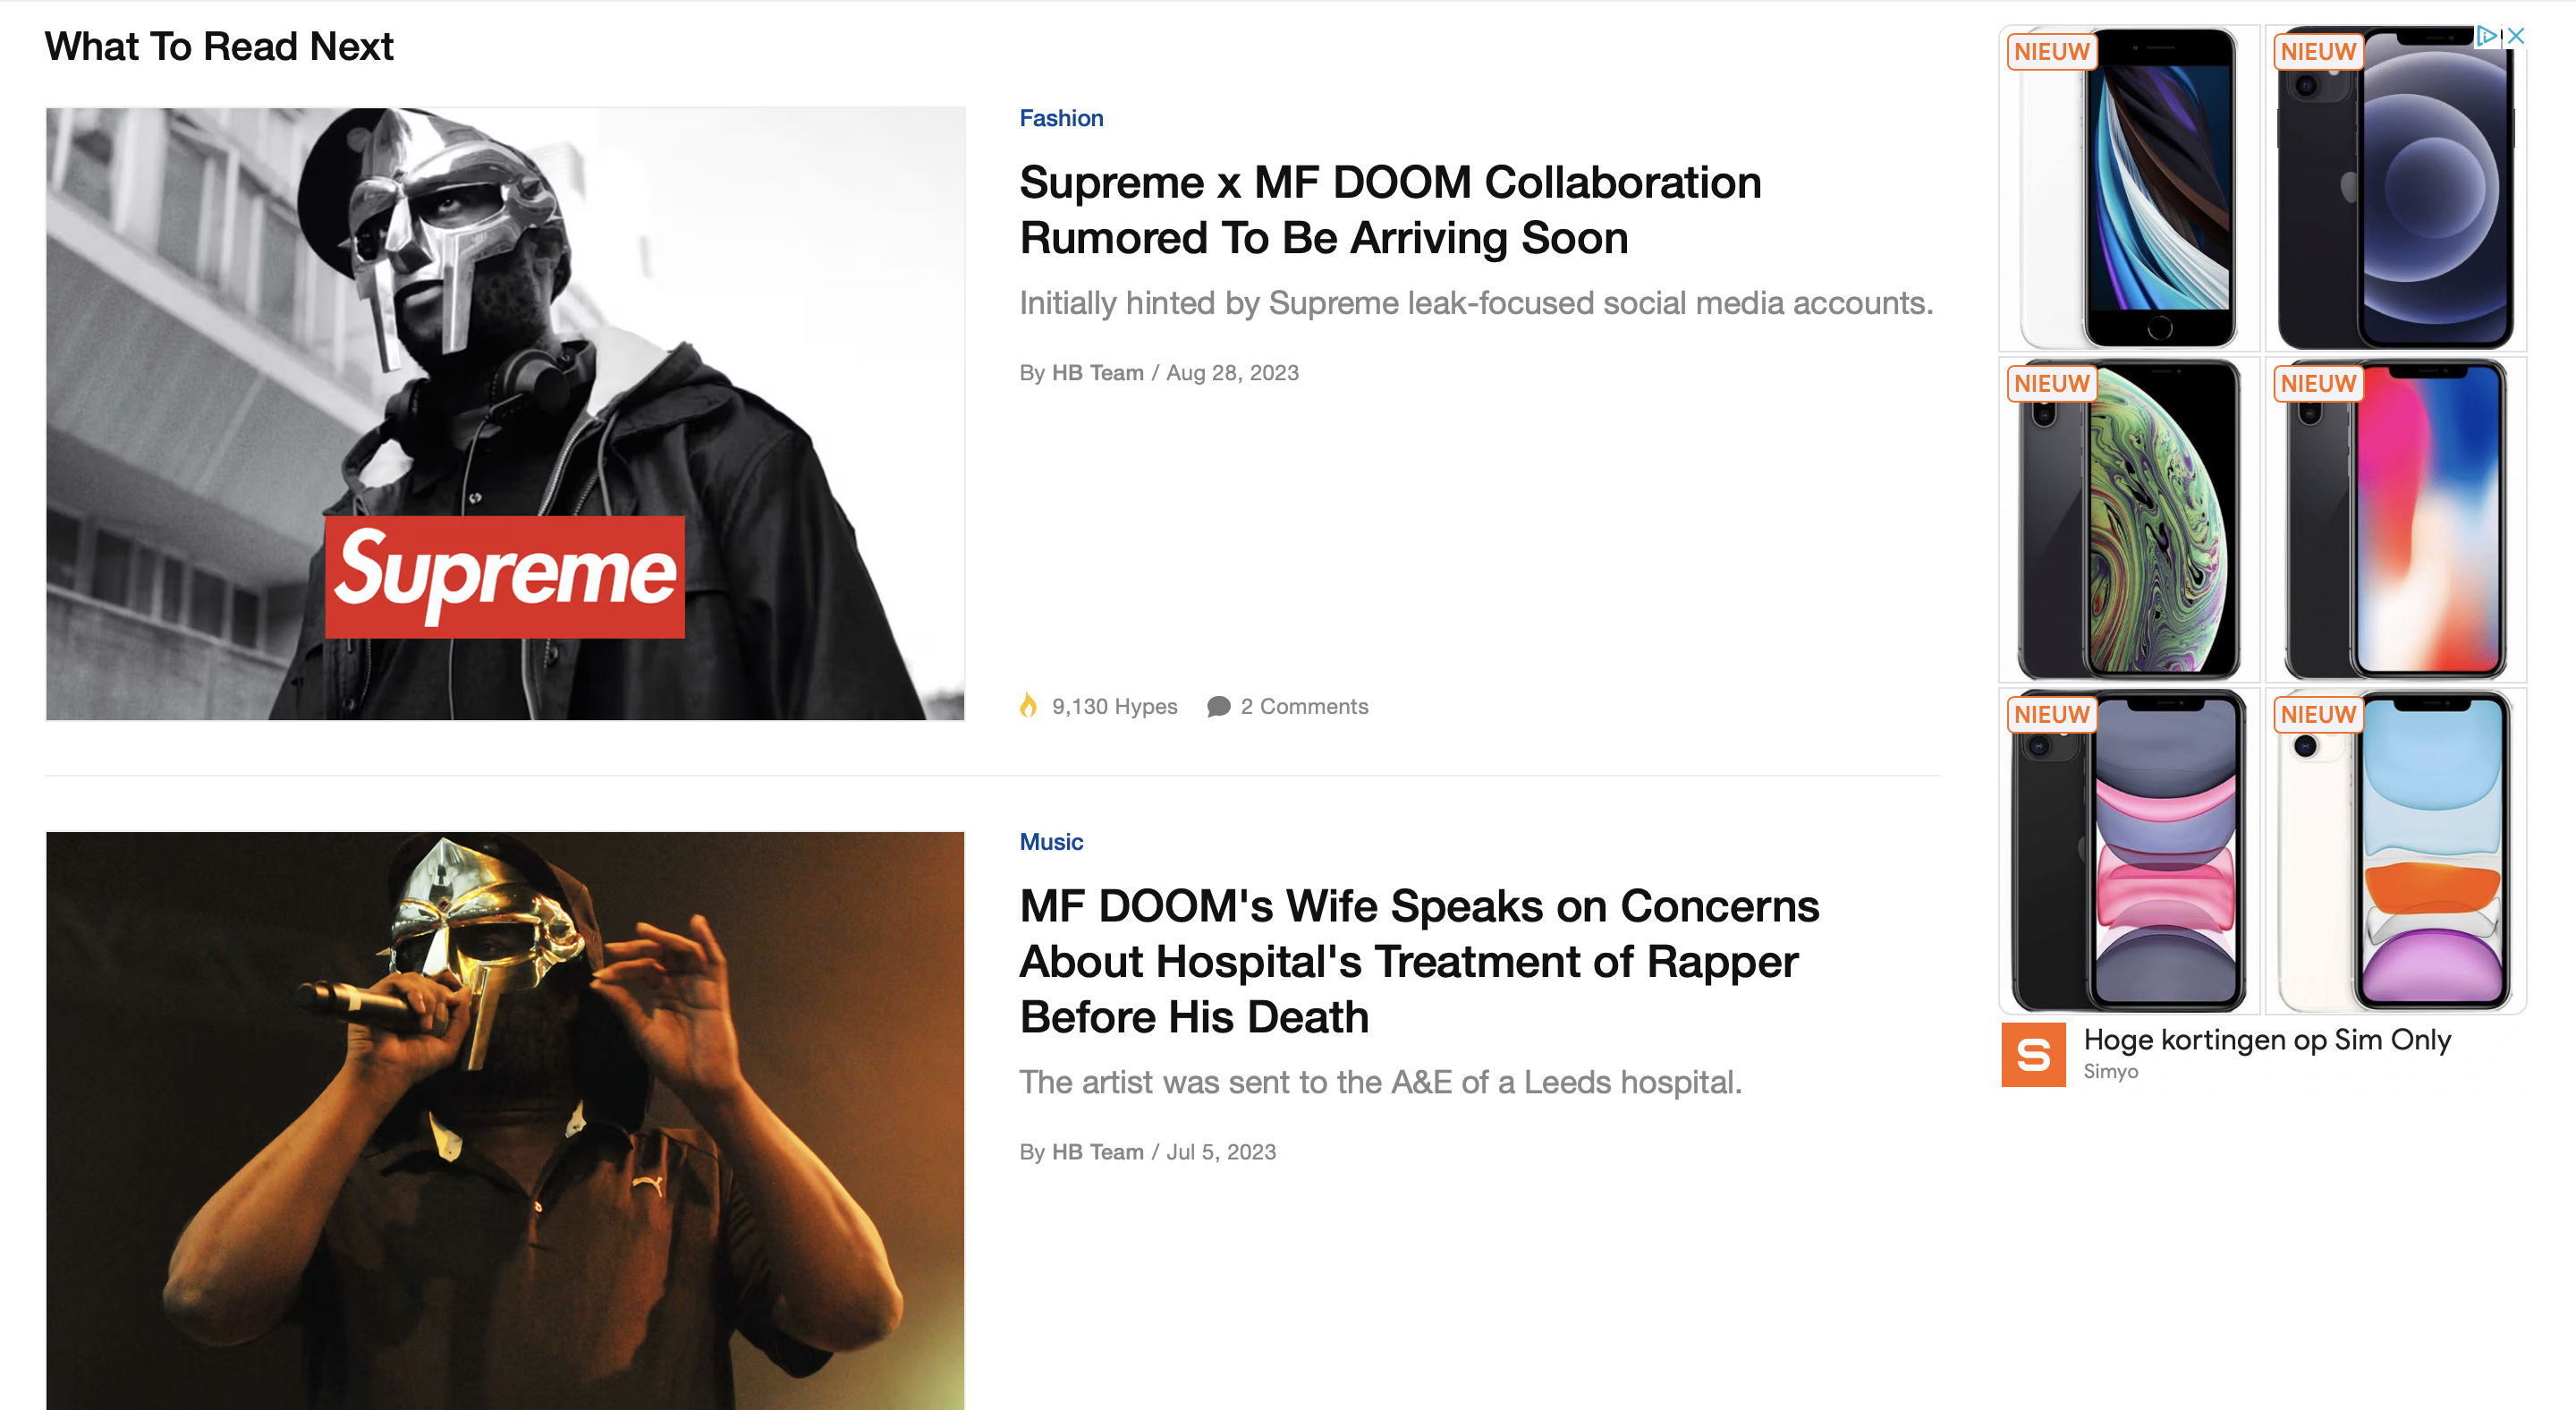 What To Read Next
Supreme
Fashion
Supreme x MF DOOM Collaboration
Rumored To Be Arriving Soon
Initially hinted by Supreme leak-focused social media accounts.
By HB Team / Aug 28, 2023
9,130 Hypes 2 Comments
Music
MF DOOM's Wife Speaks on Concerns
About Hospital's Treatment of Rapper
Before His Death
The artist was sent to the A&E of a Leeds hospital.
By HB Team / Jul 5, 2023
NIEUW NIEUW
NIEUW NIEUW
NIEUW NIEUW
S
Hoge kortingen op Sim Only
Simyo